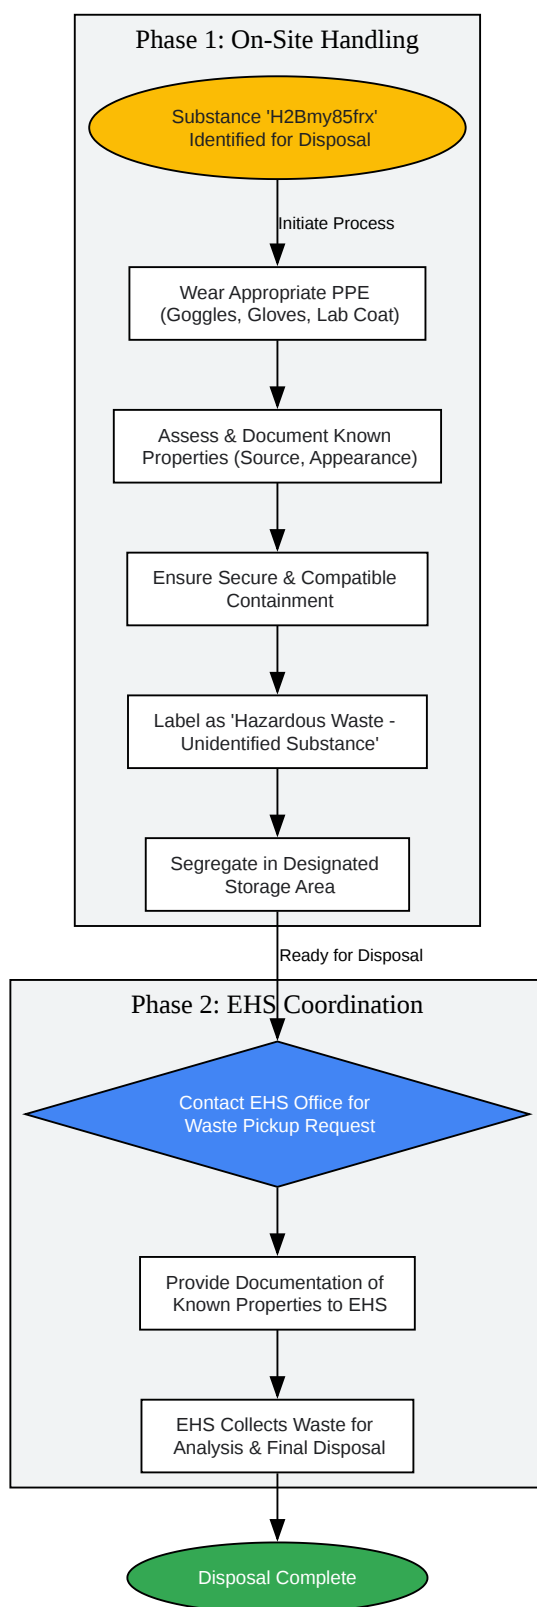 Phase 1: On-Site Handling
Substance 'H2Bmy85frx'
Identified for Disposal
Initiate Process
Wear Appropriate PPE
(Goggles, Gloves, Lab Coat)
Assess & Document Known
Properties (Source, Appearance)
Ensure Secure & Compatible
Containment
Label as 'Hazardous Waste -
Unidentified Substance'
Segregate in Designated
Storage Area
Ready for Disposal
Phase 2: EHS Coordination
Contact EHS Office for
Waste Pickup Request
Provide Documentation of
Known Properties to EHS
EHS Collects Waste for
Analysis & Final Disposal
Disposal Complete